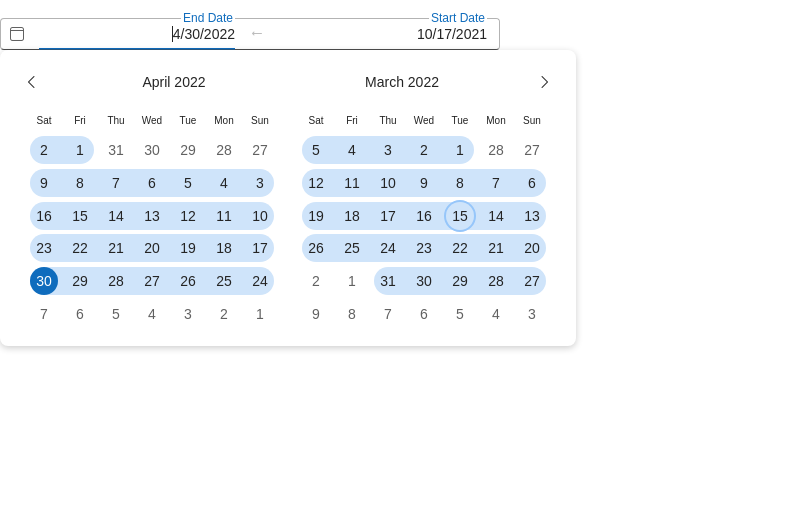 End Date Start Date
4/30/2022 ← 10/17/2021
April 2022 March 2022
Sat Fri Thu Wed Tue Mon Sun Sat Fri Thu Wed Tue Mon Sun
2 1 31 30 29 28 27 5 4 3 2 1 28 27
9 8 7 6 5 4 3 12 11 10 9 8 7 6
16 15 14 13 12 11 10 19 18 17 16 15 14 13
23 22 21 20 19 18 17 26 25 24 23 22 21 20
30 29 28 27 26 25 24 2 1 31 30 29 28 27
7 6 5 4 3 2 1 9 8 7 6 5 4 3